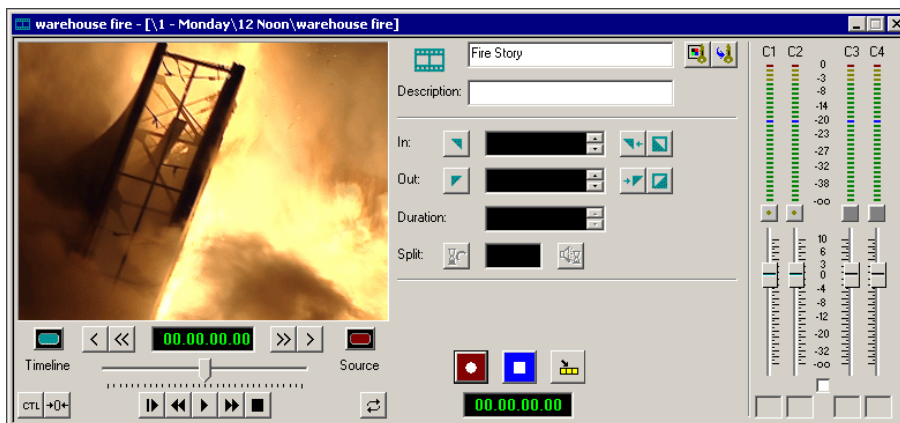 warehouse fire - [\1 - Monday\12 Noon\warehouse fire]
Fire Story
Description:
In:
Out:
Duration:
Split:
00.00.00.00
Timeline
Source
CTL
0
00.00.00.00
C1 C2 C3 C4
0
-3
-8
-14
-20
-23
-27
-32
-38
-oo
10
6
3
0
-4
-8
-12
-20
-32
-oo